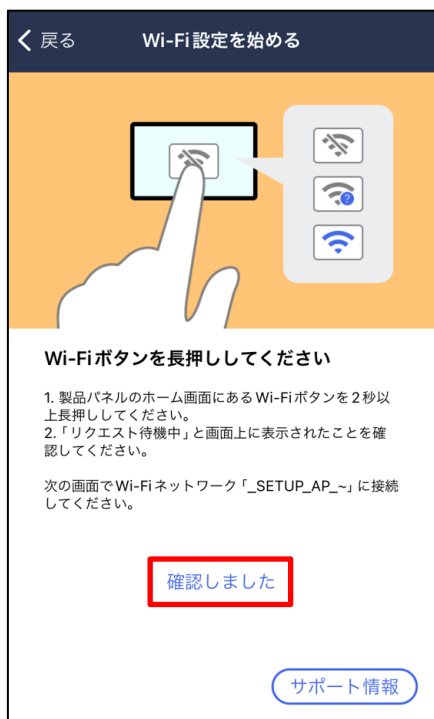 戻る Wi-Fi設定を始める
?
Wi-Fiボタンを長押ししてください
1. 製品パネルのホーム画面にあるWi-Fiボタンを2秒以
上長押ししてください。
2.「リクエスト待機中」と画面上に表示されたことを確
認してください。
次の画面でWi-Fiネットワーク「_SETUP_AP_~」に接続
してください。
確認しました
サポート情報